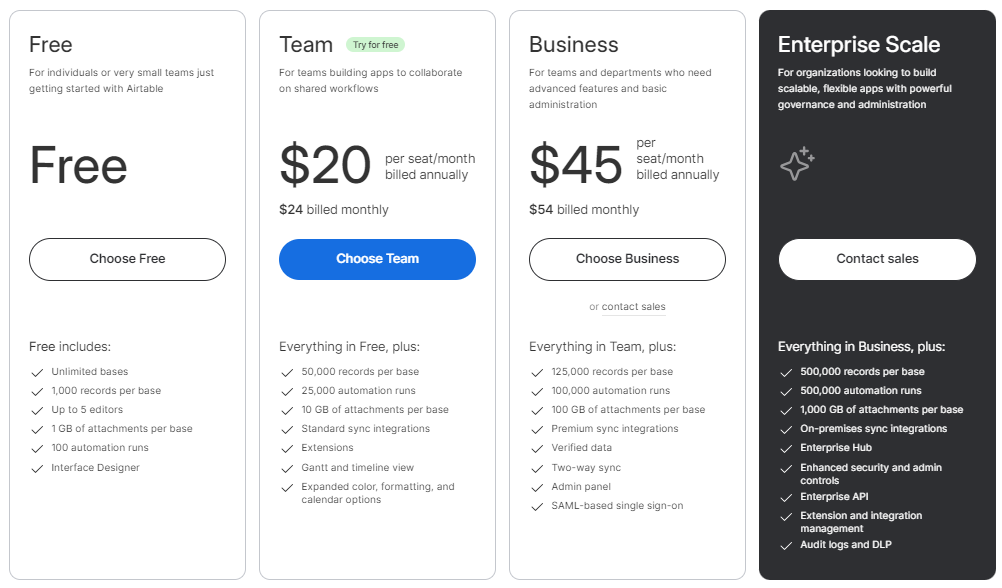 Free
For individuals or very small teams just
getting started with Airtable
Free
Choose Free
Free includes:
Unlimited bases
1,000 records per base
Up to 5 editors
1 GB of attachments per base
100 automation runs
Interface Designer
Team
Try for free
For teams building apps to collaborate
on shared workflows
$20 per seat/month
billed annually
$24 billed monthly
Choose Team
Everything in Free, plus:
50,000 records per base
25,000 automation runs
10 GB of attachments per base
Standard sync integrations
Extensions
Gantt and timeline view
Expanded color, formatting, and
calendar options
Business
For teams and departments who need
advanced features and basic
administration
$45 per
seat/month
billed annually
$54 billed monthly
Choose Business
or contact sales
Everything in Team, plus:
125,000 records per base
100,000 automation runs
100 GB of attachments per base
Premium sync integrations
Verified data
Two-way sync
Admin panel
SAML-based single sign-on
Enterprise Scale
For organizations looking to build
scalable, flexible apps with powerful
governance and administration
Contact sales
Everything in Business, plus:
500,000 records per base
500,000 automation runs
1,000 GB of attachments per base
On-premises sync integrations
Enterprise Hub
Enhanced security and admin
controls
Enterprise API
Extension and integration
management
Audit logs and DLP